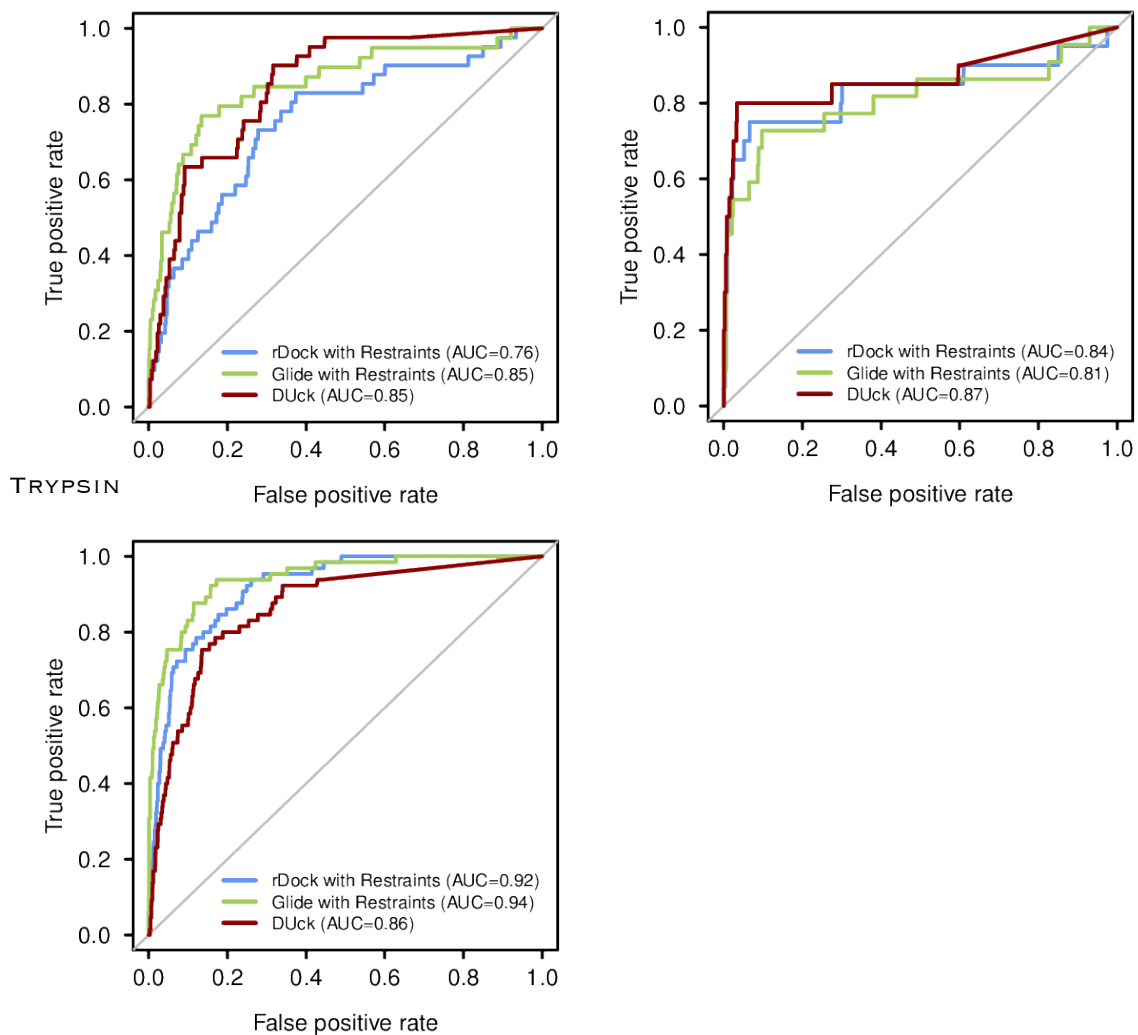 1.0
0.8
0.6
0.4
0.2
0.0
True positive rate
rDock with Restraints (AUC=0.76)
Glide with Restraints (AUC=0.85)
DUck (AUC=0.85)
0.0 0.2 0.4 0.6 0.8 1.0
False positive rate
1.0
0.8
0.6
0.4
0.2
0.0
True positive rate
rDock with Restraints (AUC=0.84)
Glide with Restraints (AUC=0.81)
DUck (AUC=0.87)
0.0 0.2 0.4 0.6 0.8 1.0
False positive rate
TRYPSIN
1.0
0.8
0.6
0.4
0.2
0.0
True positive rate
rDock with Restraints (AUC=0.92)
Glide with Restraints (AUC=0.94)
DUck (AUC=0.86)
0.0 0.2 0.4 0.6 0.8 1.0
False positive rate